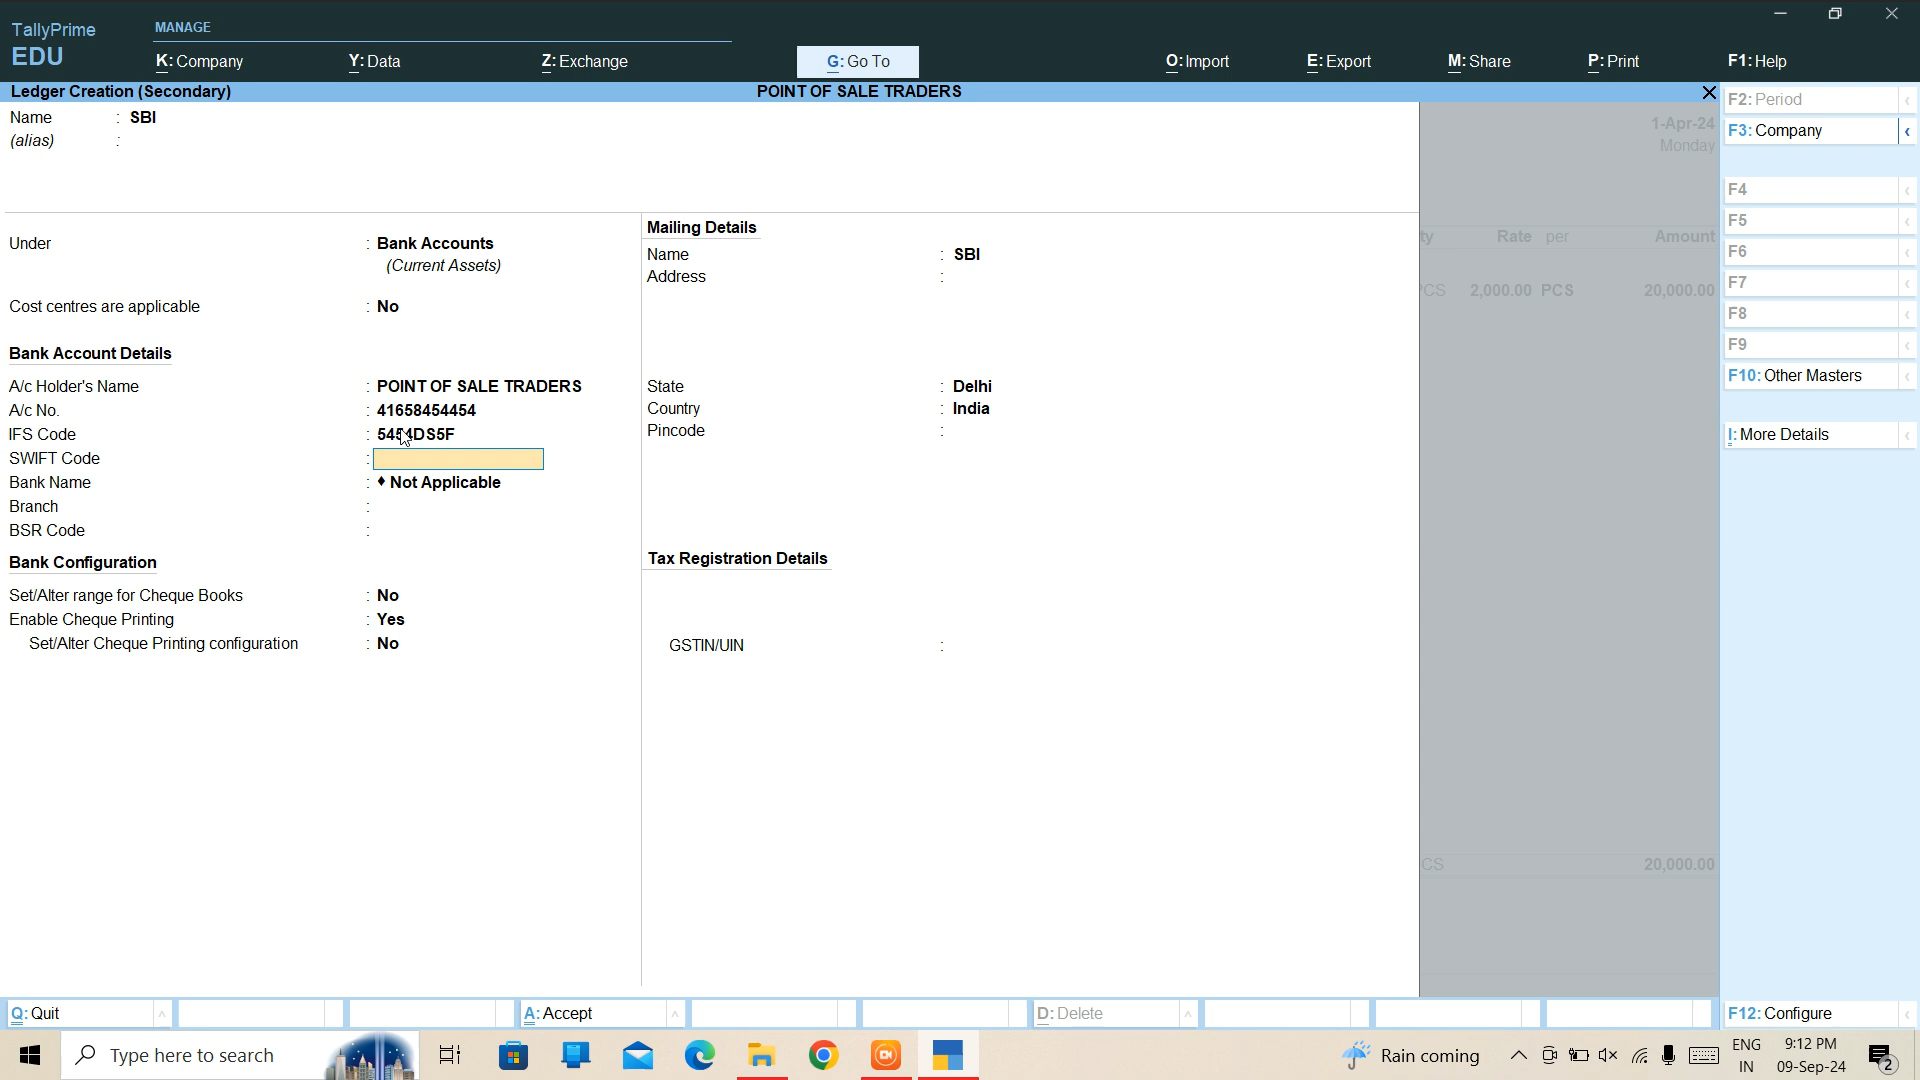 TallyPrime
EDU
MANAGE
K: Company
Y: Data
Z: Exchange
G: Go To
O: Import
E: Export
M: Share
P: Print
F1: Help
Ledger Creation (Secondary)
POINT OF SALE TRADERS
Name : SBI
(alias) :
Under : Bank Accounts
(Current Assets)
Cost centres are applicable : No
Bank Account Details
A/c Holder's Name : POINT OF SALE TRADERS
A/c No. : 41658454454
IFS Code : 5454DS5F
SWIFT Code :
Bank Name : ♦ Not Applicable
Branch :
BSR Code :
Bank Configuration
Set/Alter range for Cheque Books : No
Enable Cheque Printing : Yes
Set/Alter Cheque Printing configuration : No
Mailing Details
Name : SBI
Address :
State : Delhi
Country : India
Pincode :
Tax Registration Details
GSTIN/UIN :
1-Apr-24
Monday
ty Rate per Amount
PCS 2,000.00 PCS 20,000.00
CS 20,000.00
F2: Period
F3: Company
F4
F5
F6
F7
F8
F9
F10: Other Masters
I: More Details
F12: Configure
Q: Quit
A: Accept
D: Delete
Type here to search
Rain coming
ENG
IN
9:12 PM
09-Sep-24
2